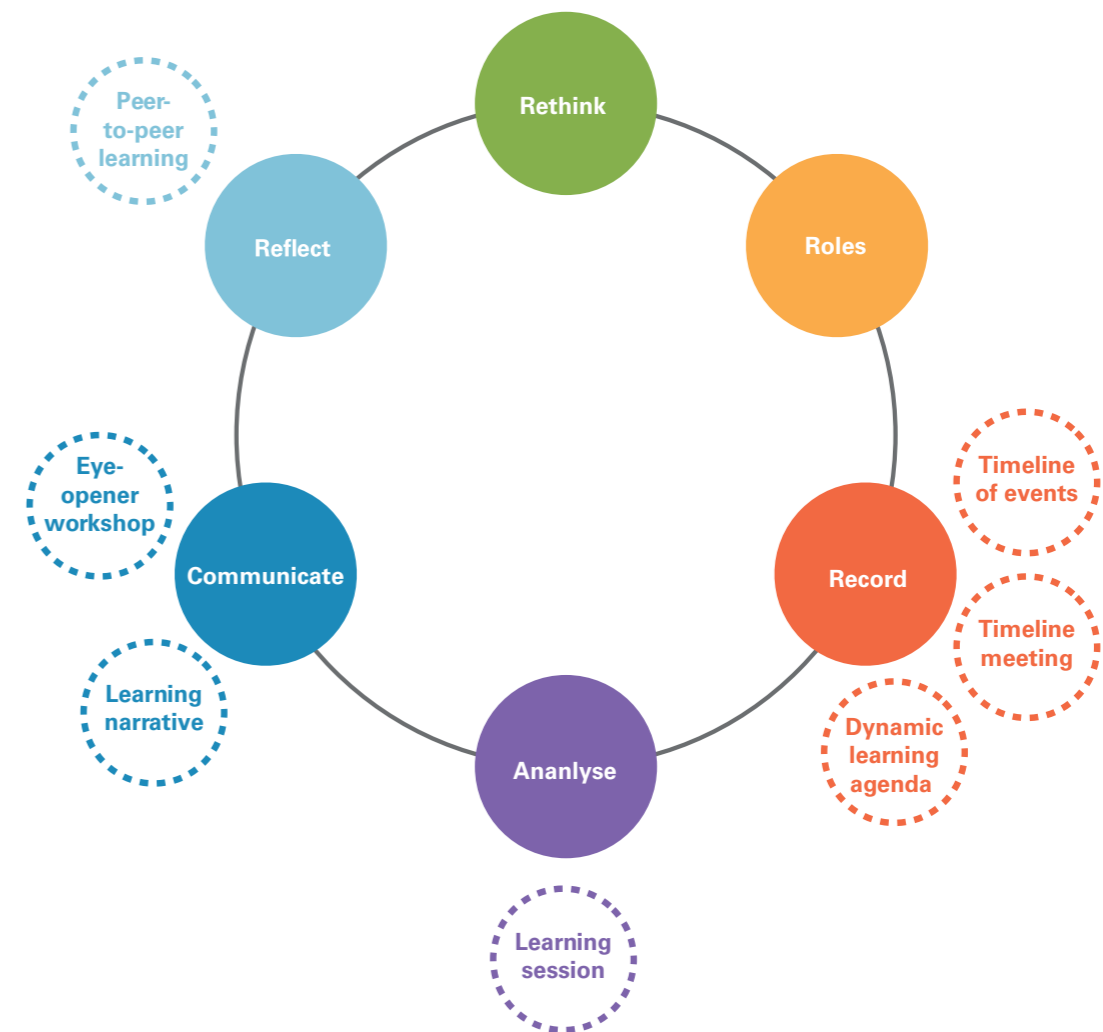 Rethink
Peer-
to-peer
learning
Reflect
Roles
Eye-
opener
workshop
Communicate
Timeline
of events
Record
Timeline
meeting
Learning
narrative
Dynamic
learning
agenda
Ananlyse
Learning
session